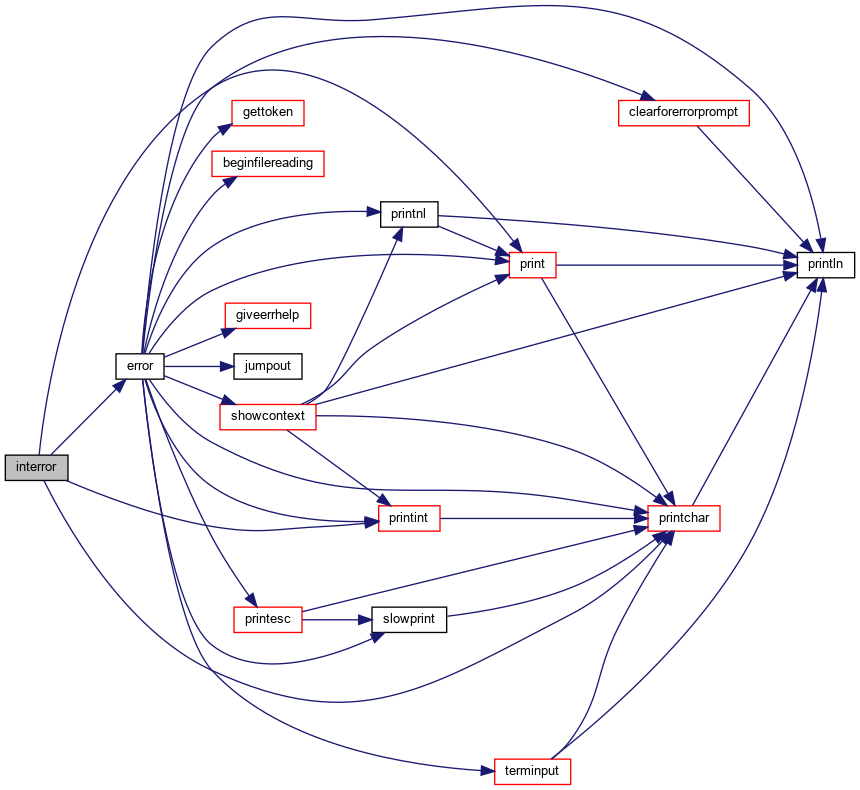 gettoken
clearforerrorprompt
beginfilereading
printnl
print
println
giveerrhelp
error
jumpout
showcontext
interror
printint
printchar
printesc
slowprint
terminput